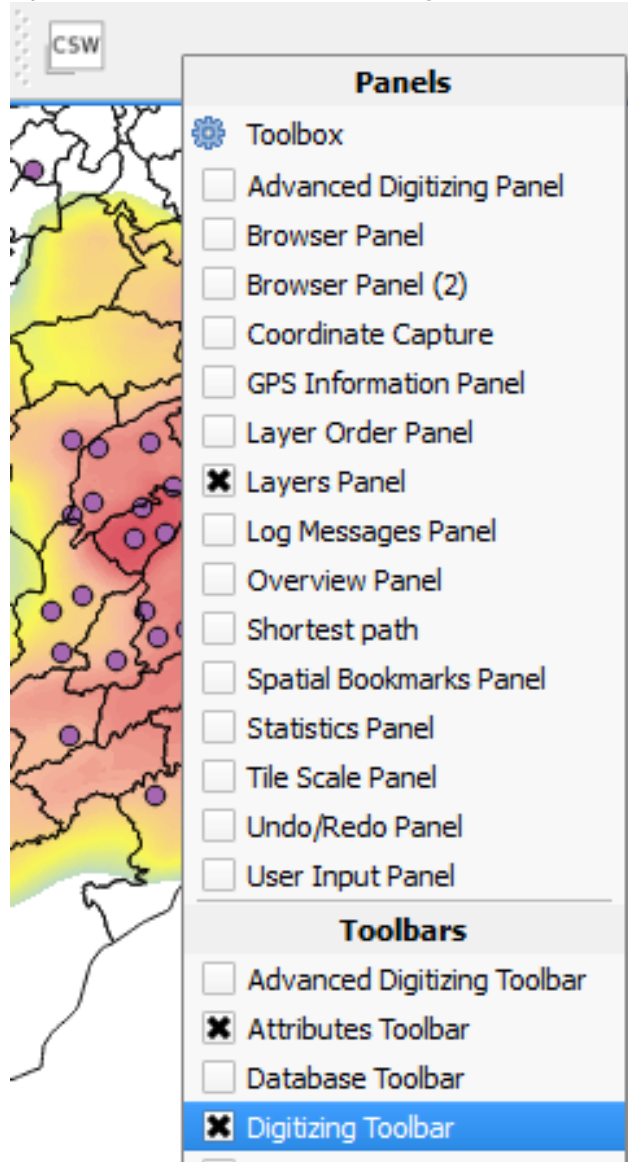 CSW
Panels
Toolbox
Advanced Digitizing Panel
Browser Panel
Browser Panel (2)
Coordinate Capture
GPS Information Panel
Layer Order Panel
Layers Panel
Log Messages Panel
Overview Panel
Shortest path
Spatial Bookmarks Panel
Statistics Panel
Tile Scale Panel
Undo/Redo Panel
User Input Panel
Toolbars
Advanced Digitizing Toolbar
Attributes Toolbar
Database Toolbar
Digitizing Toolbar